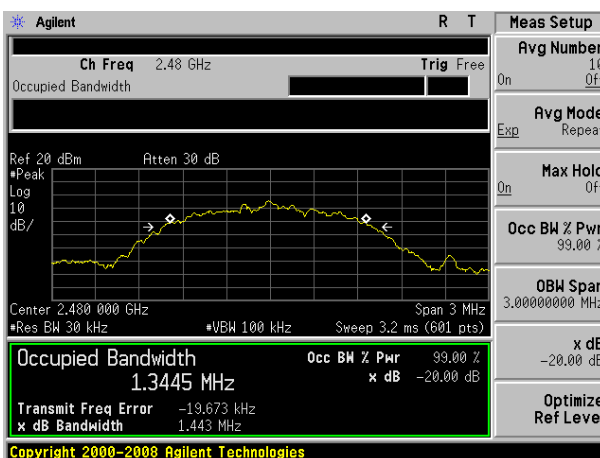 Agilent R T
Ch Freq 2.48 GHz Trig Free
Occupied Bandwidth
Ref 20 dBm Atten 30 dB
#Peak
Log
10
dB/
Center 2.480 000 GHz Span 3 MHz
#Res BW 30 kHz #VBW 100 kHz Sweep 3.2 ms (601 pts)
Occupied Bandwidth Occ BW % Pwr 99.00 %
1.3445 MHz x dB -20.00 dB
Transmit Freq Error -19.673 kHz
x dB Bandwidth 1.443 MHz
Copyright 2000-2008 Agilent Technologies
Meas Setup
Avg Number
10
On Of
Avg Mode
Exp Repea
Max Hold
On Of
Occ BW % Pwr
99.00 %
OBW Span
3.00000000 MHz
x dB
-20.00 dB
Optimize
Ref Leve